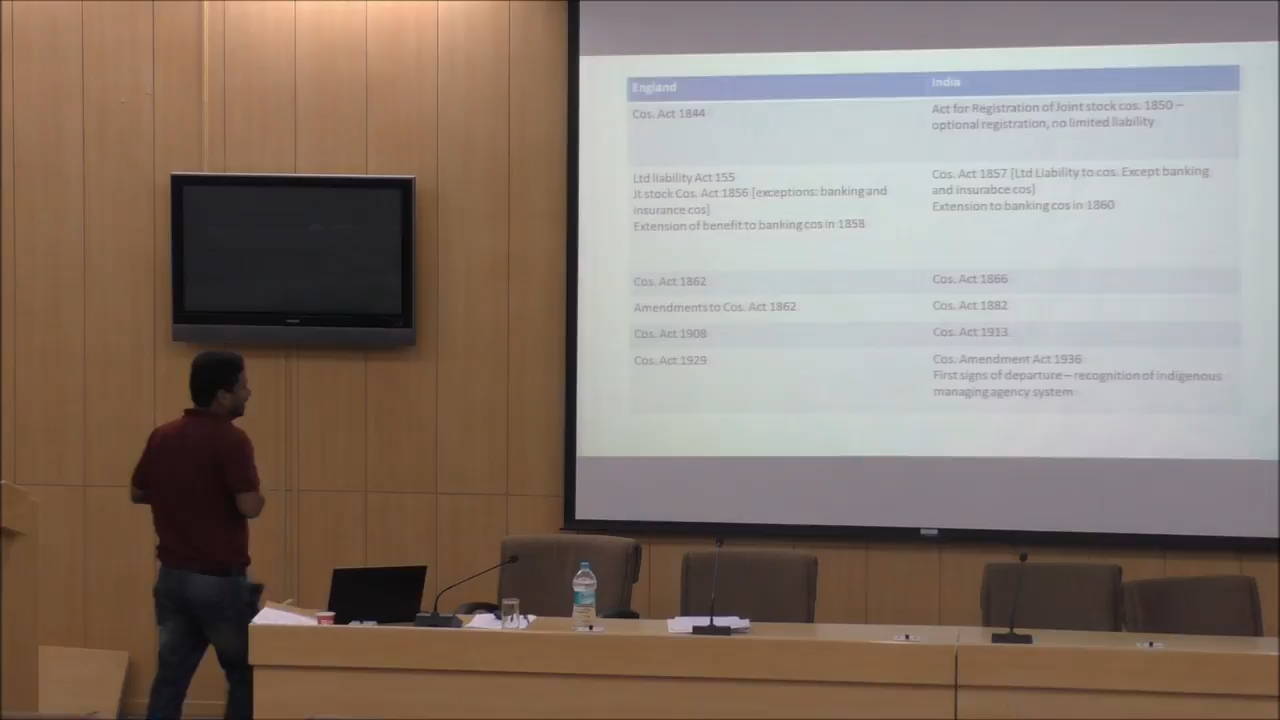 England
India
Cos. Act 1844
Act for Registration of Joint stock cos. 1850 –
optional registration, no limited liability
Ltd liability Act 155
Jt stock Cos. Act 1856 [exceptions: banking and
insurance cos]
Extension of benefit to banking cos in 1858
Cos. Act 1857 [Ltd Liability to cos. Except banking
and insurabce cos]
Extension to banking cos in 1860
Cos. Act 1862
Cos. Act 1866
Amendments to Cos. Act 1862
Cos. Act 1882
Cos. Act 1908
Cos. Act 1913
Cos. Act 1929
Cos. Amendment Act 1936
First signs of departure – recognition of indigenous
managing agency system